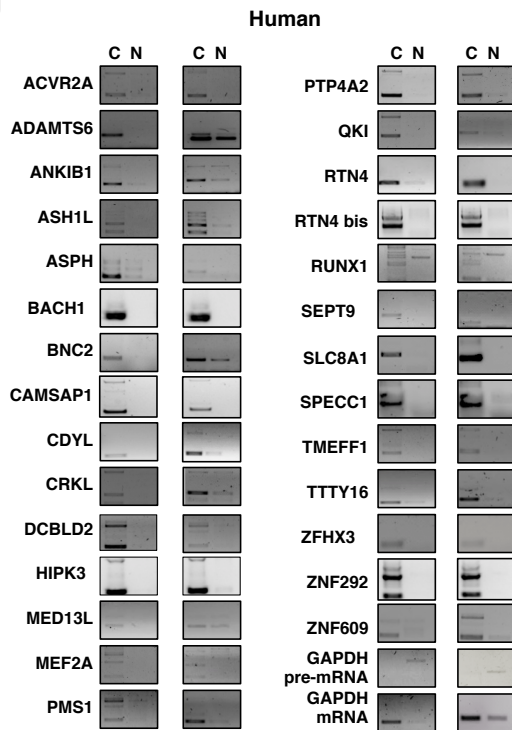 Human
C N C N
ACVR2A
ADAMTS6
ANKIB1
ASH1L
ASPH
BACH1
BNC2
CAMSAP1
CDYL
CRKL
DCBLD2
HIPK3
MED13L
MEF2A
PMS1
C N C N
PTP4A2
QKI
RTN4
RTN4 bis
RUNX1
SEPT9
SLC8A1
SPECC1
TMEFF1
TTTY16
ZFHX3
ZNF292
ZNF609
GAPDH
pre-mRNA
GAPDH
mRNA